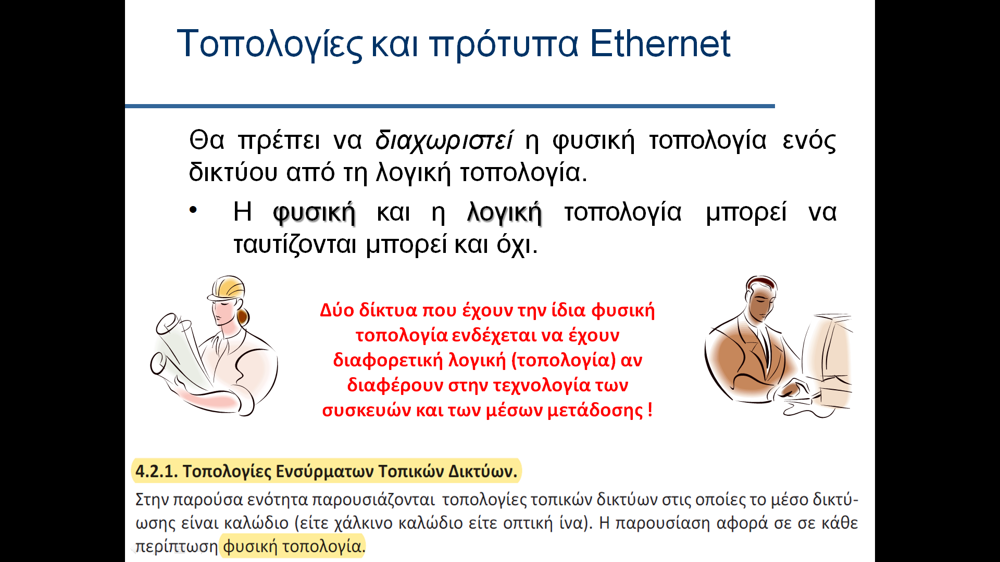 Τοπολογίες και πρότυπα Ethernet
Θα πρέπει να διαχωριστεί η φυσική τοπολογία ενός
δικτύου από τη λογική τοπολογία.
• Η φυσική και η λογική τοπολογία μπορεί να
ταυτίζονται μπορεί και όχι.
Δύο δίκτυα που έχουν την ίδια φυσική
τοπολογία ενδέχεται να έχουν
διαφορετική λογική (τοπολογία) αν
διαφέρουν στην τεχνολογία των
συσκευών και των μέσων μετάδοσης !
4.2.1. Τοπολογίες Ενσύρματων Τοπικών Δικτύων.
Στην παρούσα ενότητα παρουσιάζονται τοπολογίες τοπικών δικτύων στις οποίες το μέσο δικτύ-
ωσης είναι καλώδιο (είτε χάλκινο καλώδιο είτε οπτική ίνα). Η παρουσίαση αφορά σε σε κάθε
περίπτωση φυσική τοπολογία.